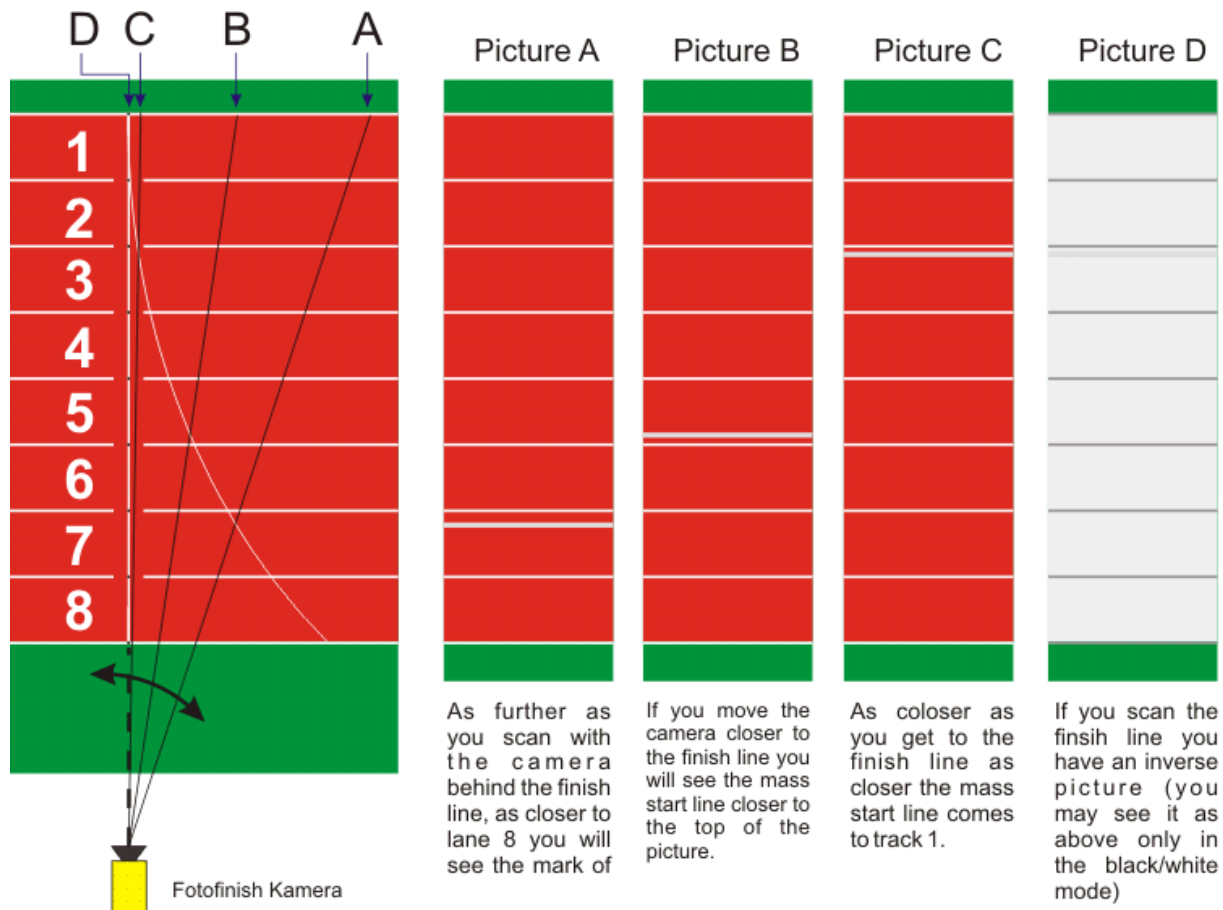 D C B A
Picture A
Picture B
Picture C
Picture D
1
2
3
4
5
6
7
8
Fotofinish Kamera
As further as
you scan with
the camera
behind the finish
line, as closer to
lane 8 you will
see the mark of
If you move the
camera closer to
the finish line you
will see the mass
start line closer to
the top of the
picture.
As coloser as
you get to the
finish line as
closer the mass
start line comes
to track 1.
If you scan the
finsih line you
have an inverse
picture (you
may see it as
above only in
the black/white
mode)